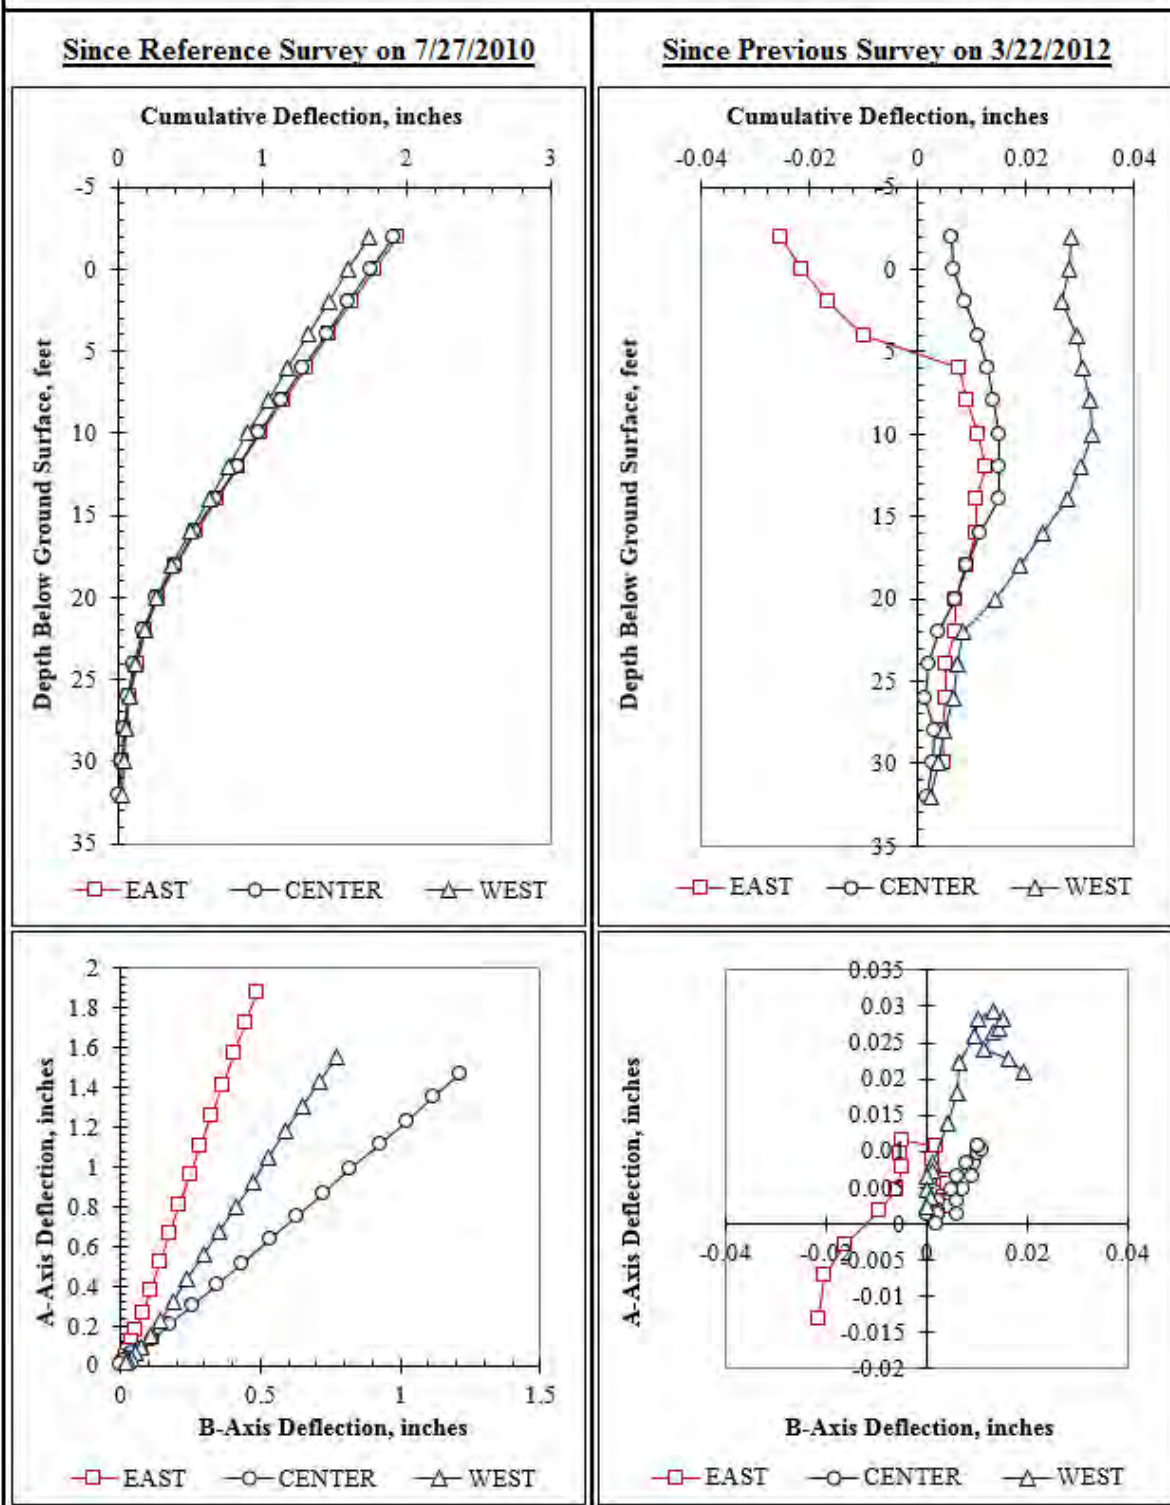 Since Reference Survey on 7/27/2010
Cumulative Deflection, inches
0 1 2 3
-5
0
5
10
15
20
25
30
35
Depth Below Ground Surface, feet
EAST CENTER WEST
Since Previous Survey on 3/22/2012
Cumulative Deflection, inches
-0.04 -0.02 0 0.02 0.04
-5
0
5
10
15
20
25
30
35
Depth Below Ground Surface, feet
EAST CENTER WEST
2
1.8
1.6
1.4
1.2
1
0.8
0.6
0.4
0.2
0
A-Axis Deflection, inches
0 0.5 1 1.5
B-Axis Deflection, inches
EAST CENTER WEST
0.035
0.03
0.025
0.02
0.015
0.01
0.005
0
-0.04 -0.02 0 0.02 0.04
-0.005
-0.01
-0.015
-0.02
A-Axis Deflection, inches
B-Axis Deflection, inches
EAST CENTER WEST